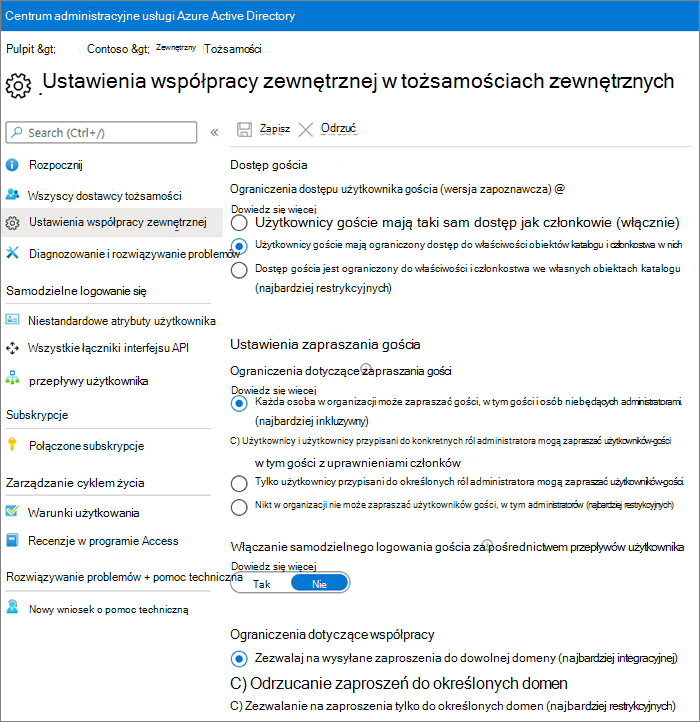 Centrum administracyjne usługi Azure Active Directory
Pulpit &gt; Contoso &gt; Zewnętrzny Tożsamości
Ustawienia współpracy zewnętrznej w tożsamościach zewnętrznych
Search (Ctrl+/)
«
Zapisz
Odrzuć
Rozpocznij
Wszyscy dostawcy tożsamości
Ustawienia współpracy zewnętrznej
Diagnozowanie i rozwiązywanie problemów
Samodzielne logowanie się
Niestandardowe atrybuty użytkownika
Wszystkie łączniki interfejsu API
przepływy użytkownika
Subskrypcje
Połączone subskrypcje
Zarządzanie cyklem życia
Warunki użytkowania
Recenzje w programie Access
Rozwiązywanie problemów + pomoc techniczna
Nowy wniosek o pomoc techniczną
Dostęp gościa
Ograniczenia dostępu użytkownika gościa (wersja zapoznawcza) @
Dowiedz się więcej
Użytkownicy goście mają taki sam dostęp jak członkowie (włącznie)
Użytkownicy goście mają ograniczony dostęp do właściwości obiektów katalogu i członkostwa w nich
Dostęp gościa jest ograniczony do właściwości i członkostwa we własnych obiektach katalogu
(najbardziej restrykcyjnych)
Ustawienia zapraszania gościa
Ograniczenia dotyczące zapraszania gości
Dowiedz się więcej
Każda osoba w organizacji może zapraszać gości, w tym gości i osób niebędących administratorami.
(najbardziej inkluzywny)
C) Użytkownicy i użytkownicy przypisani do konkretnych ról administratora mogą zapraszać użytkowników-gości
w tym gości z uprawnieniami członków
Tylko użytkownicy przypisani do określonych ról administratora mogą zapraszać użytkowników-gości.
Nikt w organizacji nie może zapraszać użytkowników gości, w tym administratorów (najbardziej restrykcyjnych)
Włączanie samodzielnego logowania gościa za pośrednictwem przepływów użytkownika
Dowiedz się więcej
Tak Nie
Ograniczenia dotyczące współpracy
Zezwalaj na wysyłane zaproszenia do dowolnej domeny (najbardziej integracyjnej)
C) Odrzucanie zaproszeń do określonych domen
C) Zezwalanie na zaproszenia tylko do określonych domen (najbardziej restrykcyjnych)